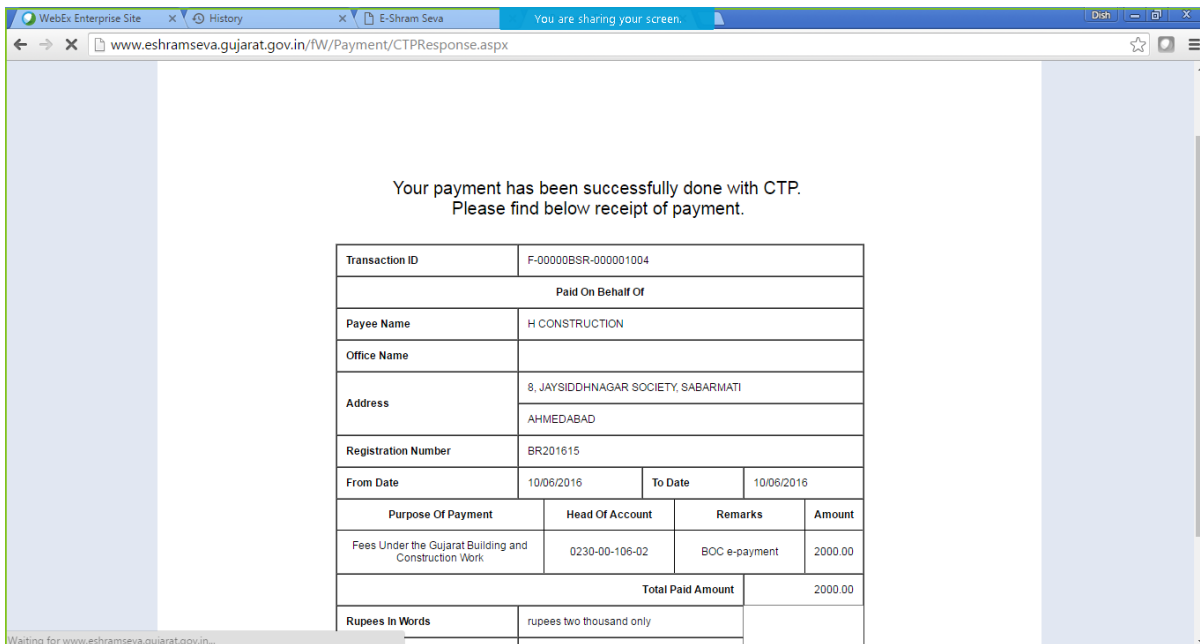 WebEx Enterprise Site
History
E-Shram Seva
You are sharing your screen.
Dish
www.eshramseva.gujarat.gov.in/fW/Payment/CTPResponse.aspx
Your payment has been successfully done with CTP.
Please find below receipt of payment.
Transaction ID F-00000BSR-000001004
Paid On Behalf Of
Payee Name H CONSTRUCTION
Office Name
Address 8, JAYSIDDHNAGAR SOCIETY, SABARMATI
AHMEDABAD
Registration Number BR201615
From Date 10/06/2016 To Date 10/06/2016
Purpose Of Payment Head Of Account Remarks Amount
Fees Under the Gujarat Building and
Construction Work 0230-00-106-02 BOC e-payment 2000.00
Total Paid Amount 2000.00
Rupees In Words rupees two thousand only
Waiting for www.eshramseva.gujarat.gov.in...